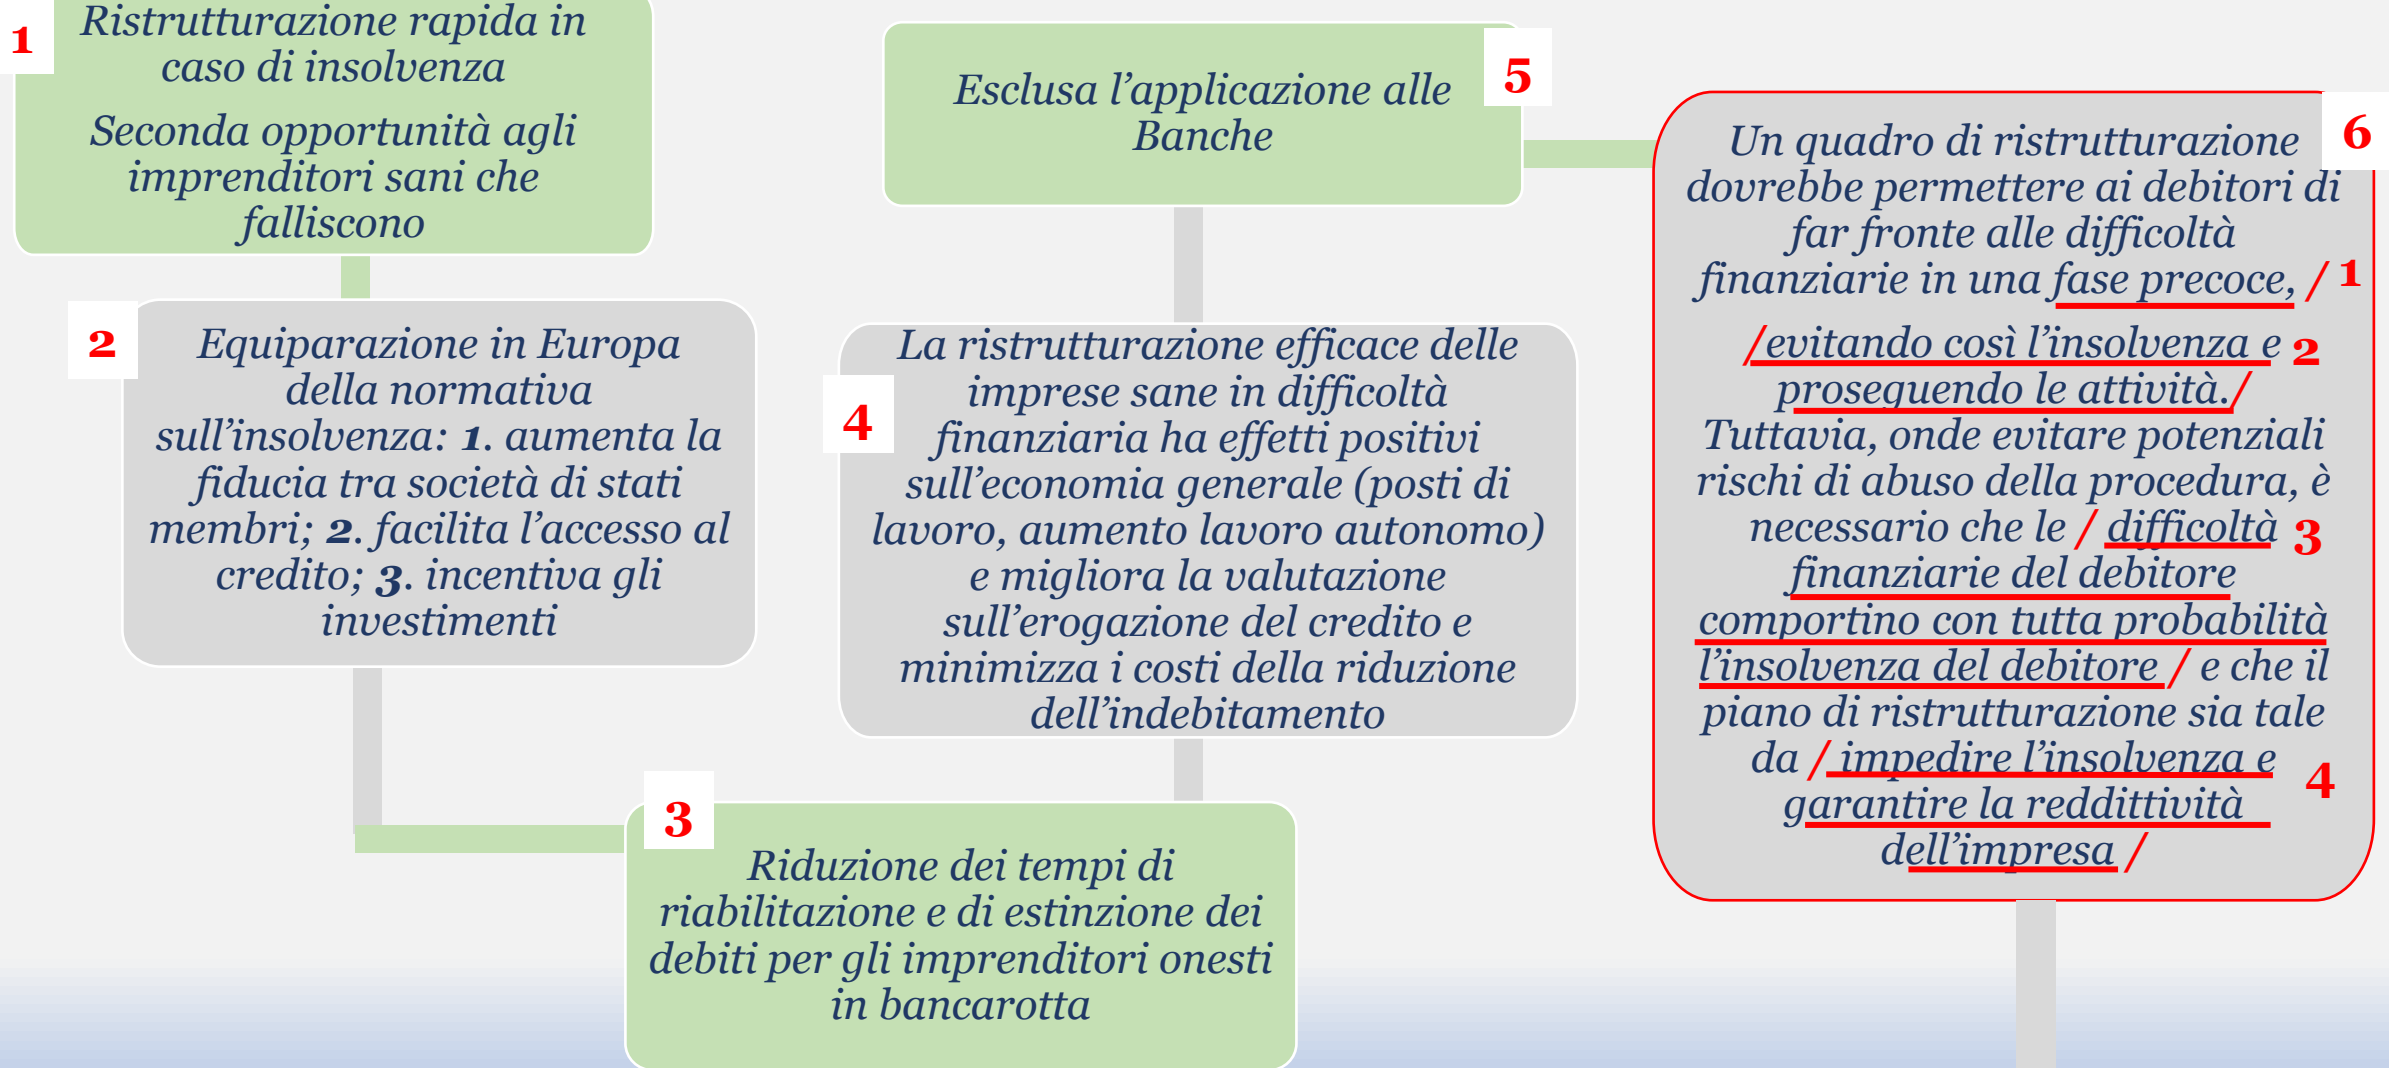 1
Ristrutturazione rapida in
caso di insolvenza
Seconda opportunità agli
imprenditori sani che
falliscono
2
Equiparazione in Europa
della normativa
sull'insolvenza: 1. aumenta la
fiducia tra società di stati
membri; 2. facilita l'accesso al
credito; 3. incentiva gli
investimenti
3
Riduzione dei tempi di
riabilitazione e di estinzione dei
debiti per gli imprenditori onesti
in bancarotta
4
La ristrutturazione efficace delle
imprese sane in difficoltà
finanziaria ha effetti positivi
sull'economia generale (posti di
lavoro, aumento lavoro autonomo)
e migliora la valutazione
sull'erogazione del credito e
minimizza i costi della riduzione
dell'indebitamento
5
Esclusa l'applicazione alle
Banche
6
Un quadro di ristrutturazione
dovrebbe permettere ai debitori di
far fronte alle difficoltà
finanziarie in una fase precoce, / 1
/evitando così l'insolvenza e 2
proseguendo le attività./
Tuttavia, onde evitare potenziali
rischi di abuso della procedura, è
necessario che le / difficoltà 3
finanziarie del debitore
comportino con tutta probabilità
l'insolvenza del debitore / e che il
piano di ristrutturazione sia tale
da / impedire l'insolvenza e 4
garantire la reddittività
dell'impresa /